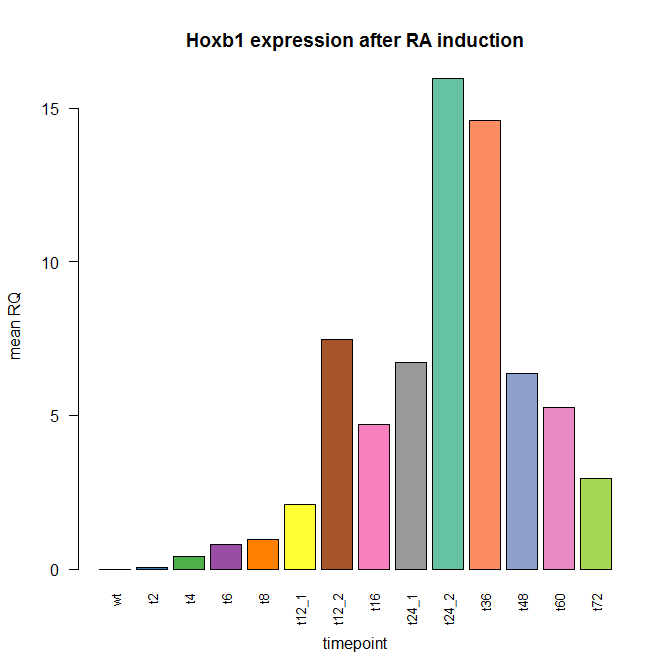 Hoxb1 expression after RA induction
mean RQ
15
10
5
0
wt t2 t4 t6 t8 t12_1 t12_2 t16 t24_1 t24_2 t36 t48 t60 t72
timepoint